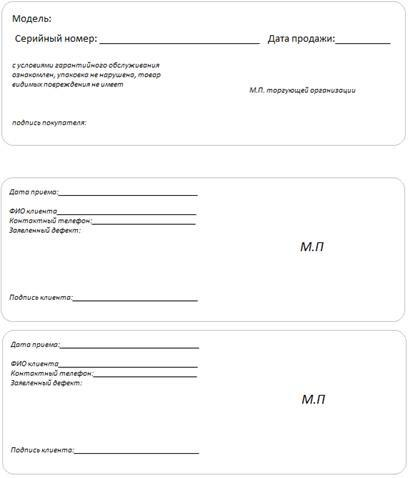 Модель:
Серийный номер: Дата продажи:
с условиями гарантийного обслуживания
ознакомлен, упаковка не нарушена, товар
видимых повреждения не имеет
М.П. торгующей организации
подпись покупателя:
Дата приема:
ФИО клиента
Контактный телефон:
Заявленный дефект:
М.П
Подпись клиента:
Дата приема:
ФИО клиента
Контактный телефон:
Заявленный дефект:
М.П
Подпись клиента: